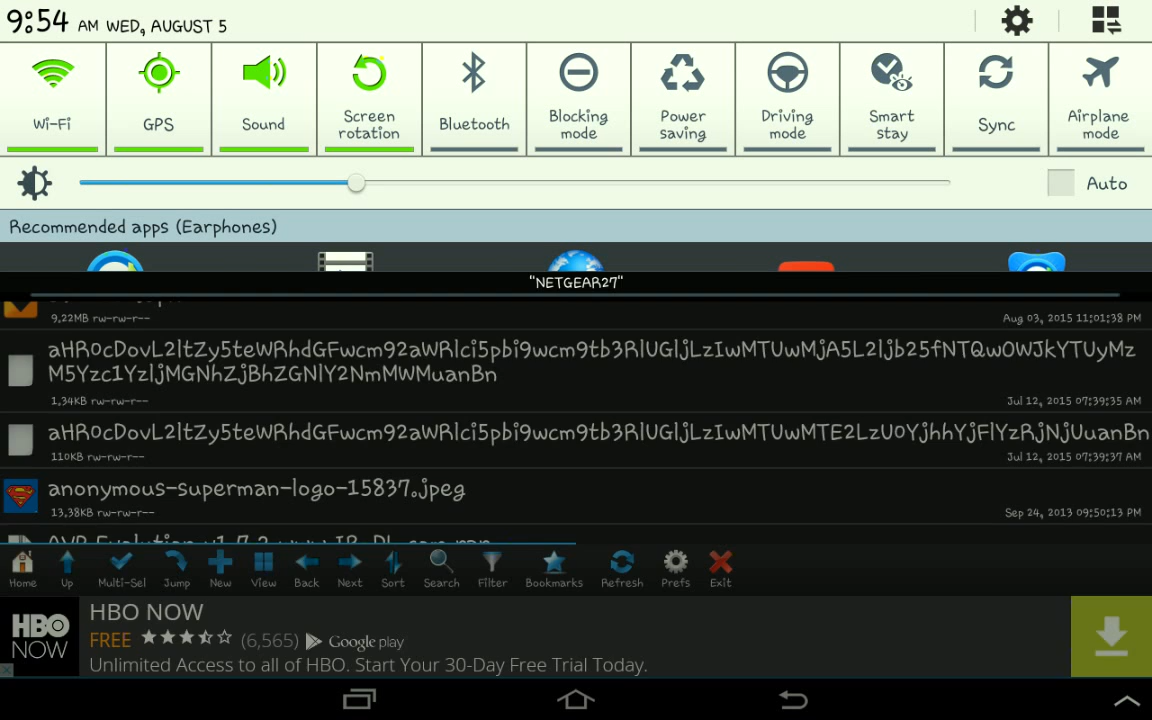 9:54 AM WED, AUGUST 5
Wi-Fi
GPS
Sound
Screen
rotation
Bluetooth
Blocking
mode
Power
saving
Driving
mode
Smart
stay
Sync
Airplane
mode
Auto
Recommended apps (Earphones)
"NETGEAR27"
9,22MB rw-rw-r-- Aug 03, 2015 11:01:38 PM
aHR0cDovL2ltZy5teWRhdGFwcm92aWRlci5pbi9wcm9tb3RlUGljLzIwMTUwMjA5L2ljb25fNTQwOWJkYTUyMz
M5Yzc1YzljMGNhZjBhZGNlY2NmMWMuanBn
1,34KB rw-rw-r-- Jul 12, 2015 07:39:35 AM
aHR0cDovL2ltZy5teWRhdGFwcm92aWRlci5pbi9wcm9tb3RlUGljLzIwMTUwMTE2LzU0YjhhYjFlYzRjNjUuanBn
110KB rw-rw-r-- Jul 12, 2015 07:39:37 AM
anonymous-superman-logo-15837.jpeg
13,38KB rw-rw-r-- Sep 24, 2013 09:50:13 PM
Home Up Multi-Sel Jump New View Back Next Sort Search Filter Bookmarks Refresh Prefs Exit
HBO NOW
HBO
NOW
FREE (6,565) Google play
Unlimited Access to all of HBO. Start Your 30-Day Free Trial Today.